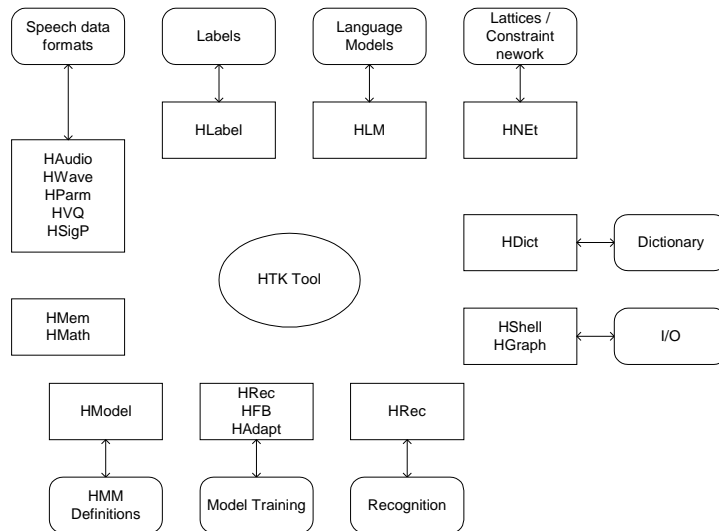 Speech data
formats
Labels
Language
Models
Lattices /
Constraint
nework
HLabel
HLM
HNEt
HAudio
HWave
HParm
HVQ
HSigP
HDict
Dictionary
HTK Tool
HMem
HMath
HShell
HGraph
I/O
HModel
HRec
HFB
HAdapt
HRec
HMM
Definitions
Model Training
Recognition